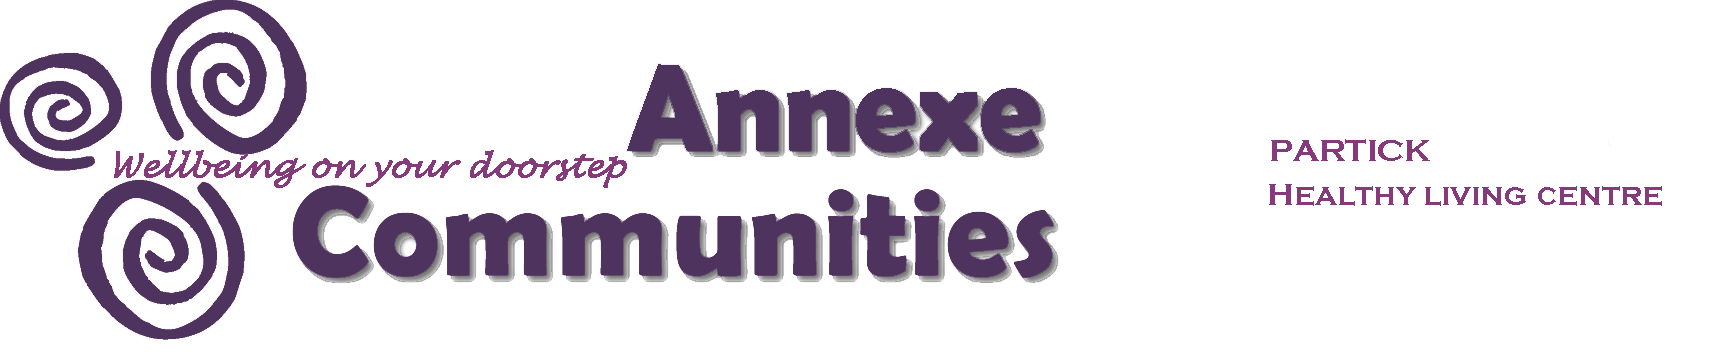 Annexe
Wellbeing on your doorstep
Communities
PARTICK
HEALTHY LIVING CENTRE